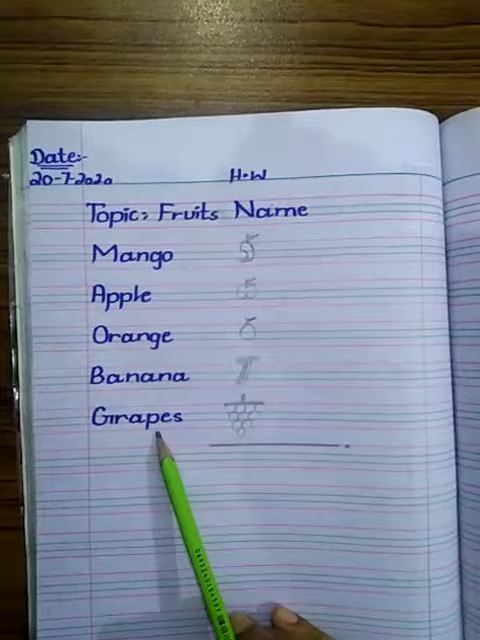 Date:-
20-7-2020
H.W
Topic: Fruits Name
Mango
Apple
Orange
Banana
Grapes